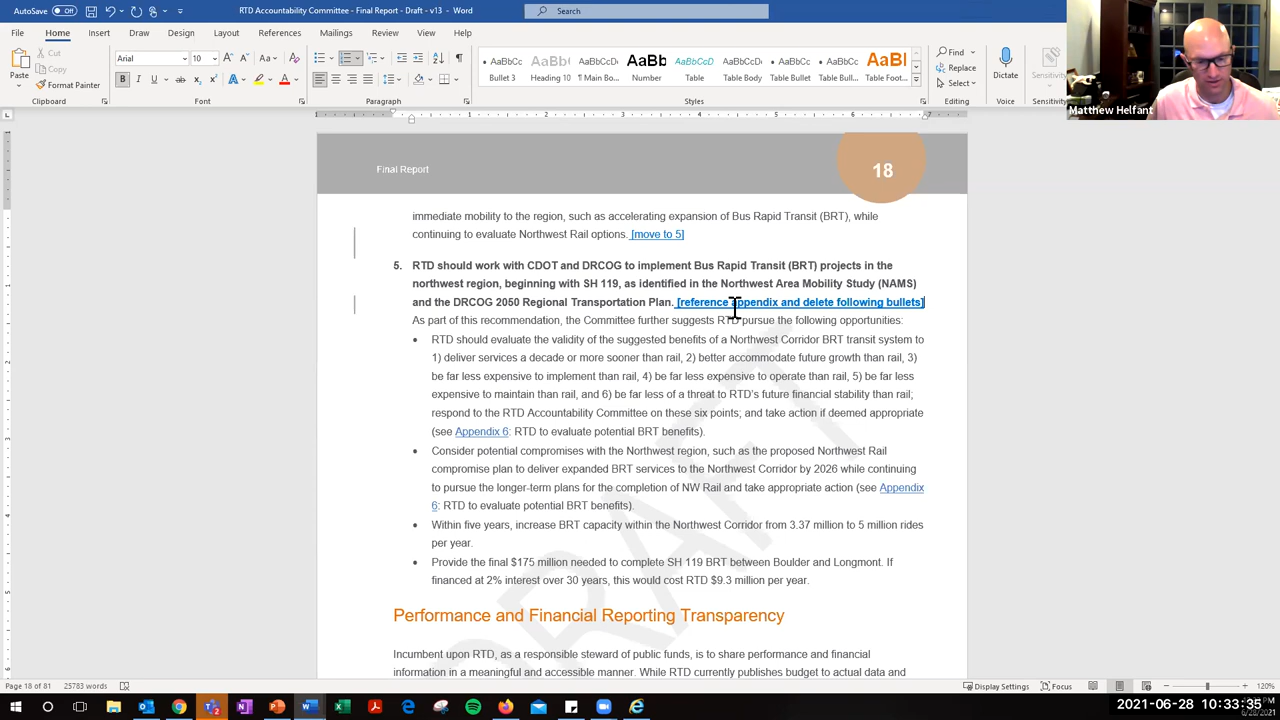 AutoSave Off
RTD Accountability Committee - Final Report - Draft - v13 - Word
Search
File Home Insert Draw Design Layout References Mailings Review View Help
Paste
Cut
Copy
Format Painter
Clipboard
Arial
10
Font
Paragraph
AaBbCc AaBbC AaBbCc AaBb AaBbCcD AaBbCc AaBbCc AaBbCc AaBl
Bullet 3 Heading 10 ¶ Main Bo... Number Table Table Body Table Bullet Table Bull... Table Foot...
Styles
Find
Replace
Select
Editing
Dictate
Voice
Sensitivity
Sensitivity
Matthew Helfant
Final Report
18
immediate mobility to the region, such as accelerating expansion of Bus Rapid Transit (BRT), while
continuing to evaluate Northwest Rail options. [move to 5]
5. RTD should work with CDOT and DRCOG to implement Bus Rapid Transit (BRT) projects in the
northwest region, beginning with SH 119, as identified in the Northwest Area Mobility Study (NAMS)
and the DRCOG 2050 Regional Transportation Plan. [reference appendix and delete following bullets]
As part of this recommendation, the Committee further suggests RTD pursue the following opportunities:
• RTD should evaluate the validity of the suggested benefits of a Northwest Corridor BRT transit system to
1) deliver services a decade or more sooner than rail, 2) better accommodate future growth than rail, 3)
be far less expensive to implement than rail, 4) be far less expensive to operate than rail, 5) be far less
expensive to maintain than rail, and 6) be far less of a threat to RTD's future financial stability than rail;
respond to the RTD Accountability Committee on these six points; and take action if deemed appropriate
(see Appendix 6: RTD to evaluate potential BRT benefits).
• Consider potential compromises with the Northwest region, such as the proposed Northwest Rail
compromise plan to deliver expanded BRT services to the Northwest Corridor by 2026 while continuing
to pursue the longer-term plans for the completion of NW Rail and take appropriate action (see Appendix
6: RTD to evaluate potential BRT benefits).
• Within five years, increase BRT capacity within the Northwest Corridor from 3.37 million to 5 million rides
per year.
• Provide the final $175 million needed to complete SH 119 BRT between Boulder and Longmont. If
financed at 2% interest over 30 years, this would cost RTD $9.3 million per year.
Performance and Financial Reporting Transparency
Incumbent upon RTD, as a responsible steward of public funds, is to share performance and financial
information in a meaningful and accessible manner. While RTD currently publishes budget to actual data and
DRAFT
Page 18 of 81 25783 words
Display Settings Focus 120%
2021-06-28 10:33:35